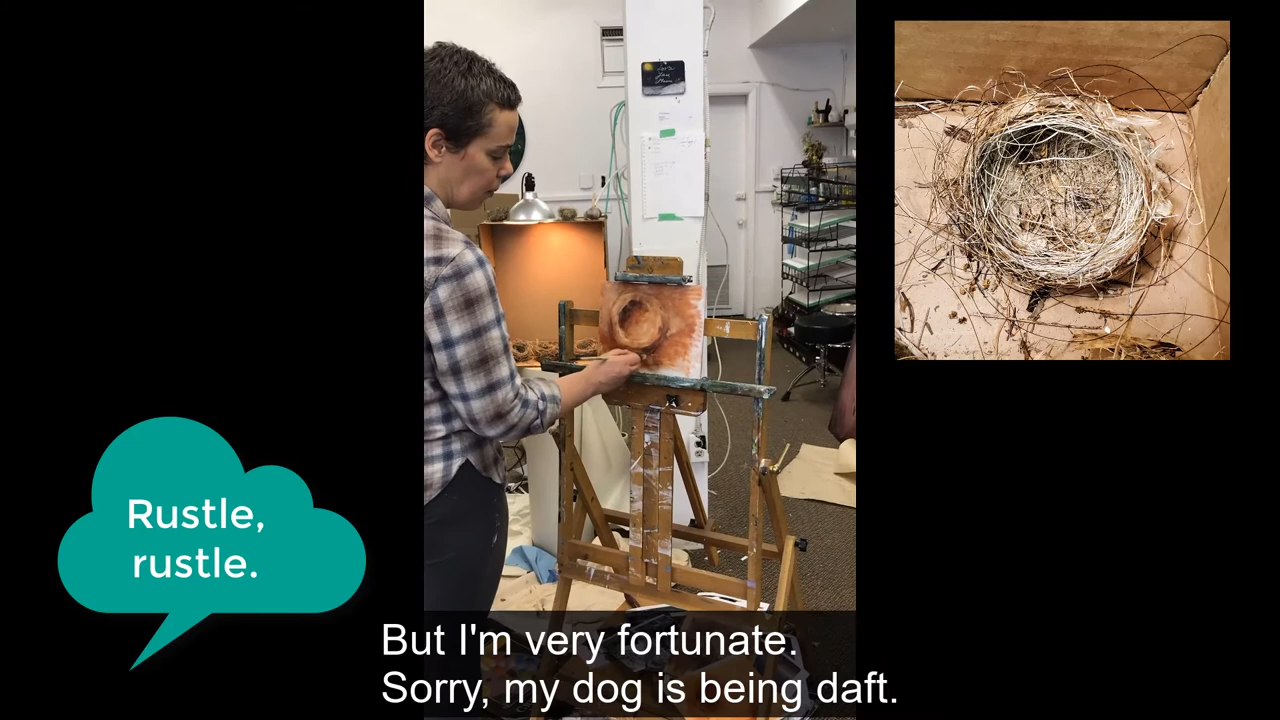 Rustle,
rustle.
But I'm very fortunate.
Sorry, my dog is being daft.